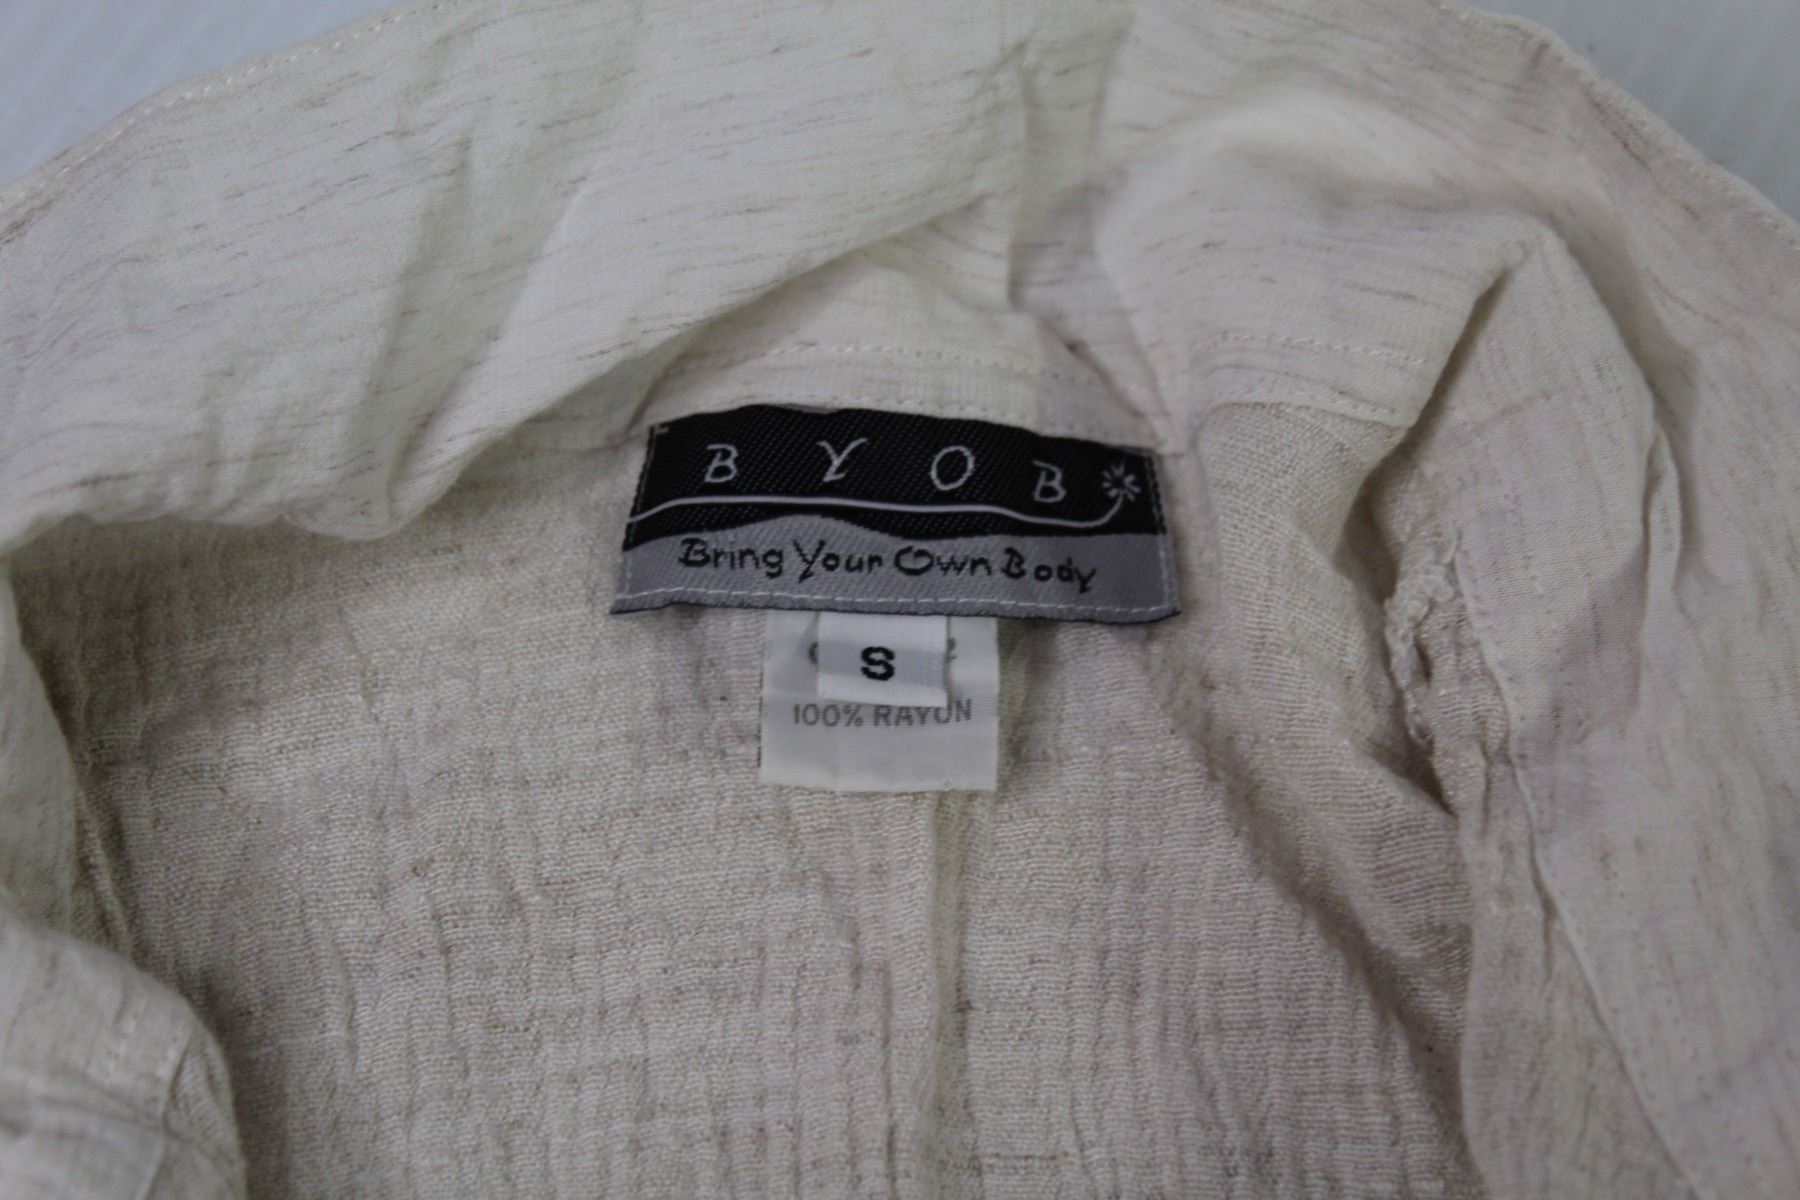 BYOB
Bring Your Own Body
S
100% RAYON